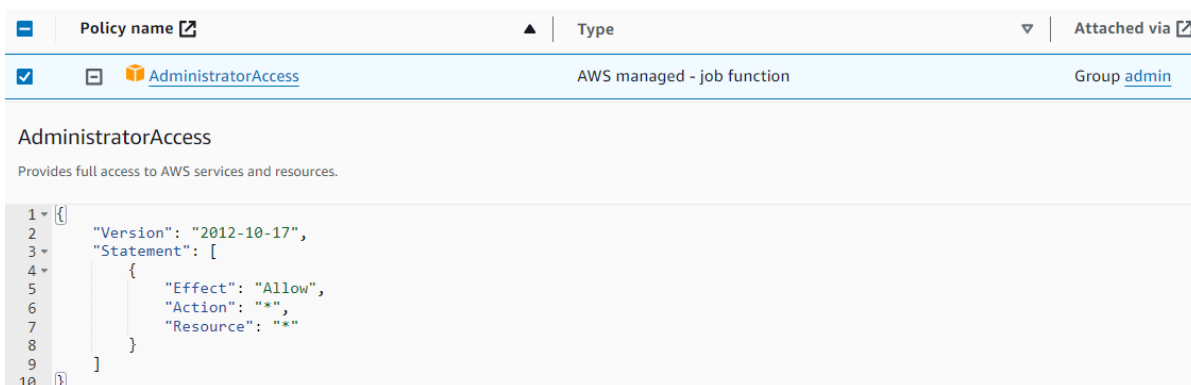 Policy name Type Attached via
AdministratorAccess AWS managed - job function Group admin
AdministratorAccess
Provides full access to AWS services and resources.
1 {
2 "Version": "2012-10-17",
3 "Statement": [
4 {
5 "Effect": "Allow",
6 "Action": "*",
7 "Resource": "*"
8 }
9 ]
10 }